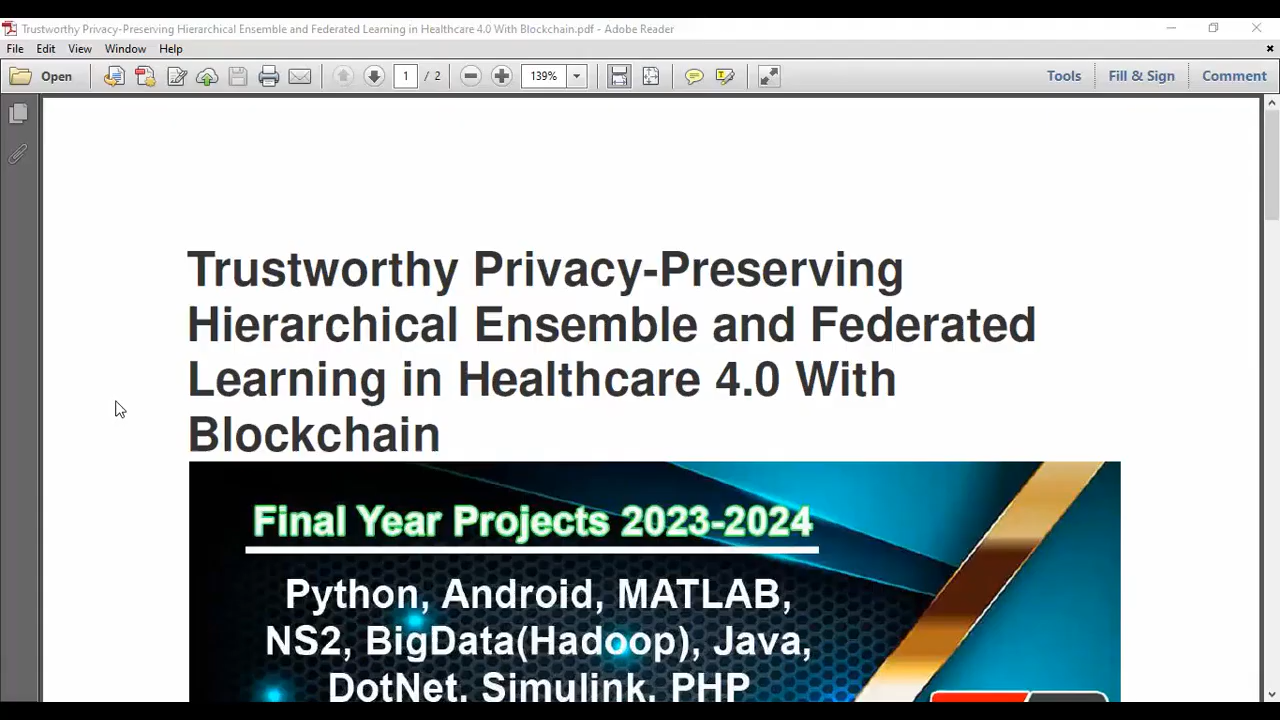 Trustworthy Privacy-Preserving Hierarchical Ensemble and Federated Learning in Healthcare 4.0 With Blockchain.pdf - Adobe Reader
File Edit View Window Help
Open 1 / 2 139% Tools Fill & Sign Comment
Trustworthy Privacy-Preserving
Hierarchical Ensemble and Federated
Learning in Healthcare 4.0 With
Blockchain
Final Year Projects 2023-2024
Python, Android, MATLAB,
NS2, BigData(Hadoop), Java,
DotNet, Simulink, PHP